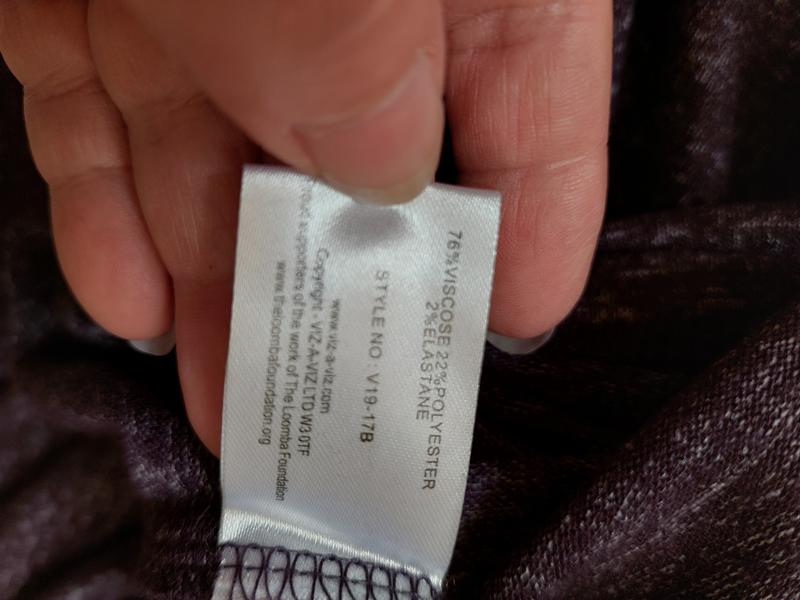 76%VISCOSE 22%POLYESTER
2%ELASTANE
STYLE NO : V19-17B
www.viz-a-viz.com
Copyright - VIZ-A-VIZ LTD W3 0TF
Proud supporters of the work of The Loomba Foundation
www.theloombafoundation.org